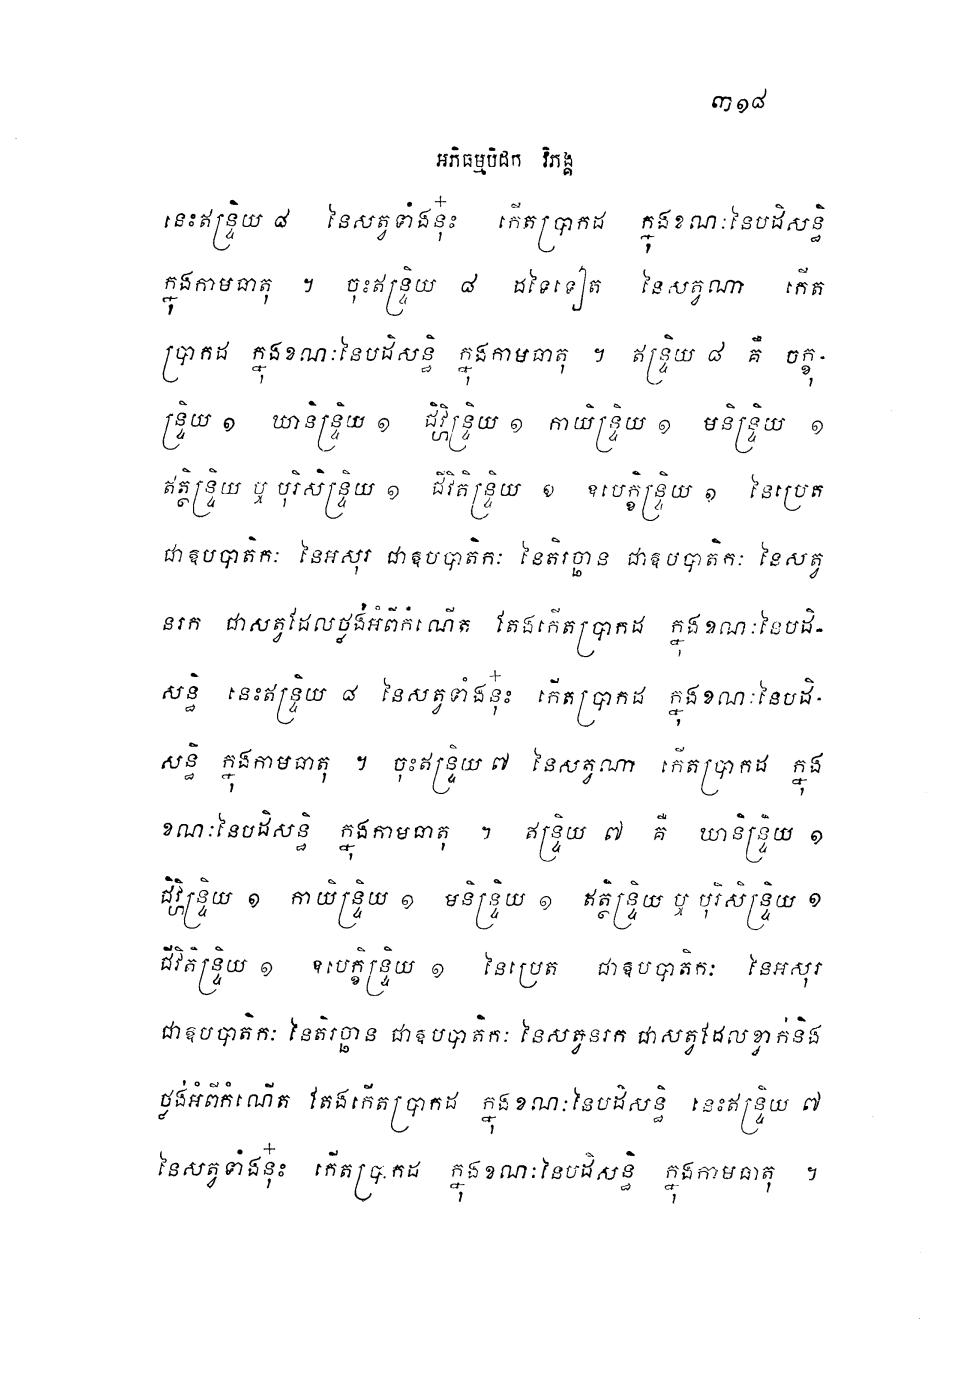 ៣១៨
អភិធម្មបិដក វិភង្គ
នេះឥន្ទ្រិយ ៨ នៃសត្វទាំងនុ៎ះ កើតប្រាកដ ក្នុងខណៈនៃបដិសន្ធិ
ក្នុងកាមធាតុ ។ ចុះឥន្ទ្រិយ ៨ ដទៃទៀត នៃសត្វណា កើត
ប្រាកដ ក្នុងខណៈនៃបដិសន្ធិ ក្នុងកាមធាតុ ។ ឥន្ទ្រិយ ៨ គឺ ចក្ខុ-
ន្ទ្រិយ ១ ឃានិន្ទ្រិយ ១ ជិវ្ហិន្ទ្រិយ ១ កាយិន្ទ្រិយ ១ មនិន្ទ្រិយ ១
ឥត្ថិន្ទ្រិយ ឬ បុរិសិន្ទ្រិយ ១ ជីវិតិន្ទ្រិយ ១ ឧបេក្ខិន្ទ្រិយ ១ នៃប្រេត
ជាឧបបាតិកៈ នៃអសុរ ជាឧបបាតិកៈ នៃតិរច្ឆាន ជាឧបបាតិកៈ នៃសត្វ
នរក ជាសត្វដែលថ្លង់អំពីកំណើត តែងកើតប្រាកដ ក្នុងខណៈនៃបដិ-
សន្ធិ នេះឥន្ទ្រិយ ៨ នៃសត្វទាំងនុ៎ះ កើតប្រាកដ ក្នុងខណៈនៃបដិ-
សន្ធិ ក្នុងកាមធាតុ ។ ចុះឥន្ទ្រិយ ៧ នៃសត្វណា កើតប្រាកដ ក្នុង
ខណៈនៃបដិសន្ធិ ក្នុងកាមធាតុ ។ ឥន្ទ្រិយ ៧ គឺ ឃានិន្ទ្រិយ ១
ជិវ្ហិន្ទ្រិយ ១ កាយិន្ទ្រិយ ១ មនិន្ទ្រិយ ១ ឥត្ថិន្ទ្រិយ ឬ បុរិសិន្ទ្រិយ ១
ជីវិតិន្ទ្រិយ ១ ឧបេក្ខិន្ទ្រិយ ១ នៃប្រេត ជាឧបបាតិកៈ នៃអសុរ
ជាឧបបាតិកៈ នៃតិរច្ឆាន ជាឧបបាតិកៈ នៃសត្វនរក ជាសត្វដែលខ្វាក់និង
ថ្លង់អំពីកំណើត តែងកើតប្រាកដ ក្នុងខណៈនៃបដិសន្ធិ នេះឥន្ទ្រិយ ៧
នៃសត្វទាំងនុ៎ះ កើតប្រាកដ ក្នុងខណៈនៃបដិសន្ធិ ក្នុងកាមធាតុ ។